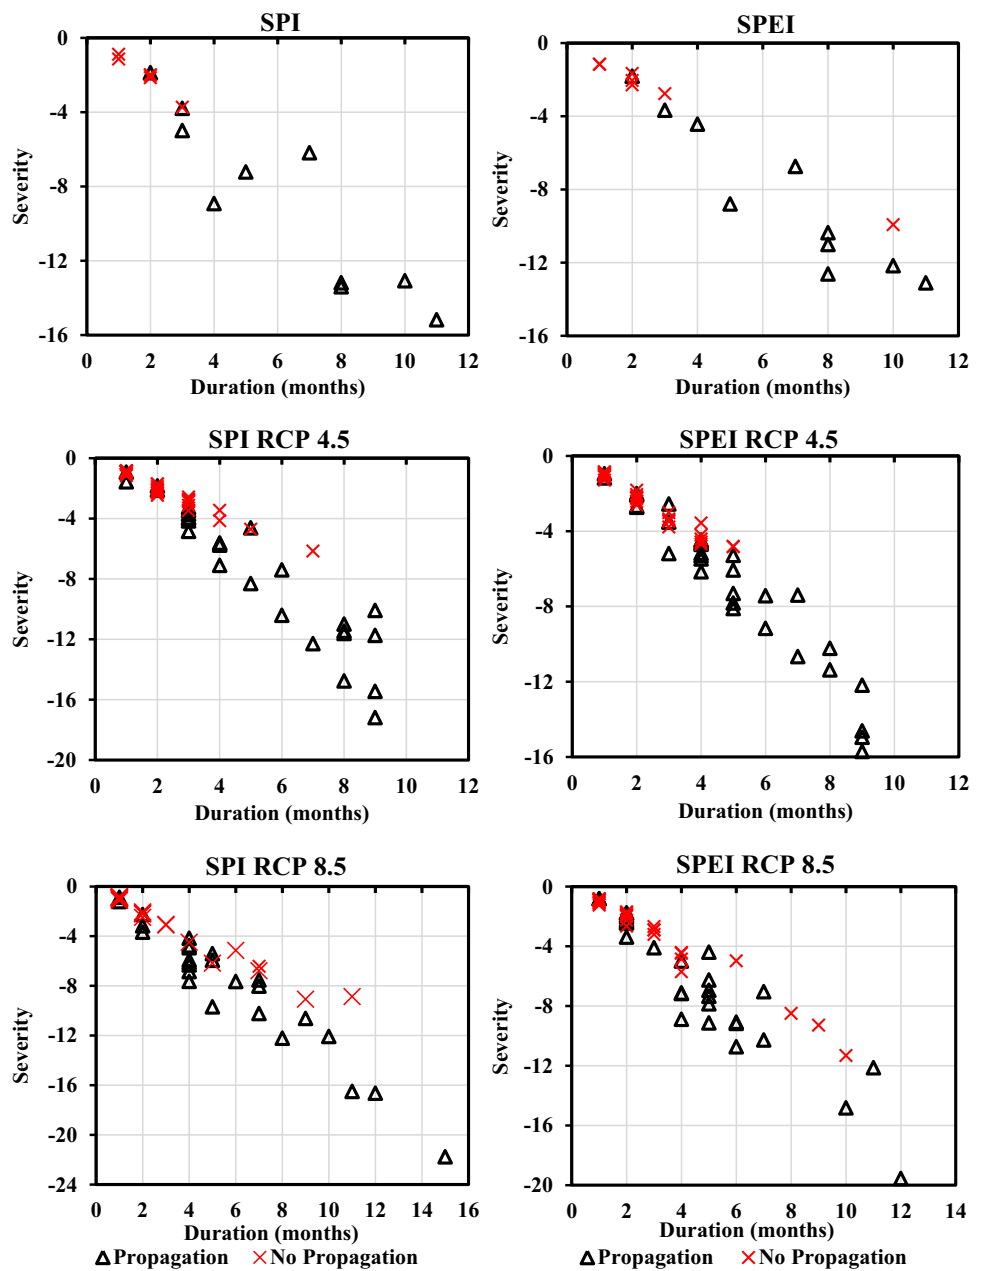 SPI
0
-4
-8
-12
-16
Severity
0 2 4 6 8 10 12
Duration (months)
SPEI
0
-4
-8
-12
-16
Severity
0 2 4 6 8 10 12
Duration (months)
SPI RCP 4.5
0
-4
-8
-12
-16
-20
Severity
0 2 4 6 8 10 12
Duration (months)
SPEI RCP 4.5
0
-4
-8
-12
-16
Severity
0 2 4 6 8 10 12
Duration (months)
SPI RCP 8.5
0
-4
-8
-12
-16
-20
-24
Severity
0 2 4 6 8 10 12 14 16
Duration (months)
Propagation No Propagation
SPEI RCP 8.5
0
-4
-8
-12
-16
-20
Severity
0 2 4 6 8 10 12 14
Duration (months)
Propagation No Propagation